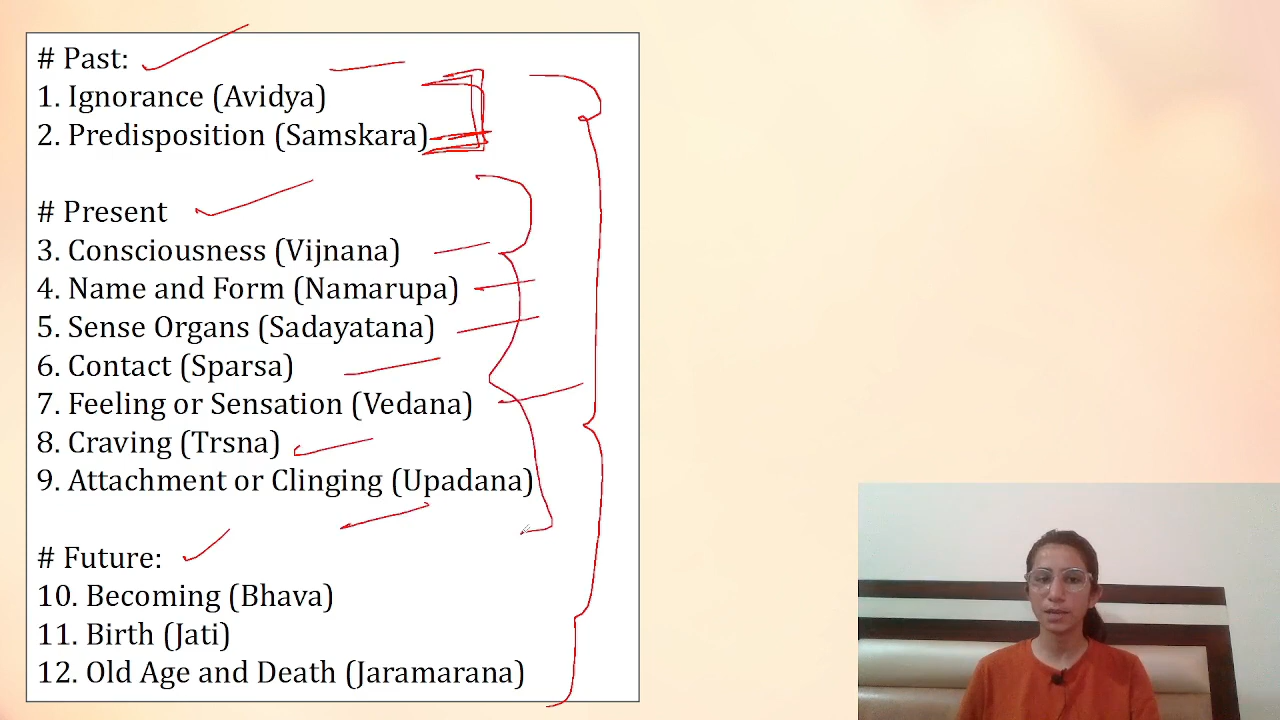 # Past:
1. Ignorance (Avidya)
2. Predisposition (Samskara)
# Present
3. Consciousness (Vijnana)
4. Name and Form (Namarupa)
5. Sense Organs (Sadayatana)
6. Contact (Sparsa)
7. Feeling or Sensation (Vedana)
8. Craving (Trsna)
9. Attachment or Clinging (Upadana)
# Future:
10. Becoming (Bhava)
11. Birth (Jati)
12. Old Age and Death (Jaramarana)